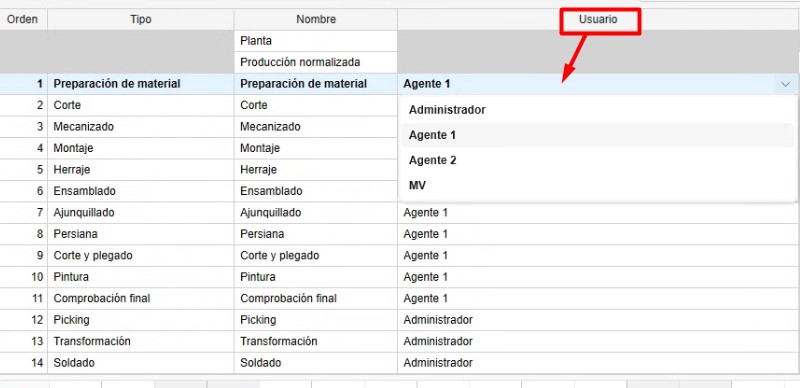 Orden Tipo Nombre Usuario
Planta
Producción normalizada
1 Preparación de material Preparación de material Agente 1
2 Corte Corte
Administrador
3 Mecanizado Mecanizado
Agente 1
4 Montaje Montaje
Agente 2
5 Herraje Herraje
MV
6 Ensamblado Ensamblado
7 Ajunquillado Ajunquillado Agente 1
8 Persiana Persiana Agente 1
9 Corte y plegado Corte y plegado Agente 1
10 Pintura Pintura Agente 1
11 Comprobación final Comprobación final Agente 1
12 Picking Picking Administrador
13 Transformación Transformación Administrador
14 Soldado Soldado Administrador